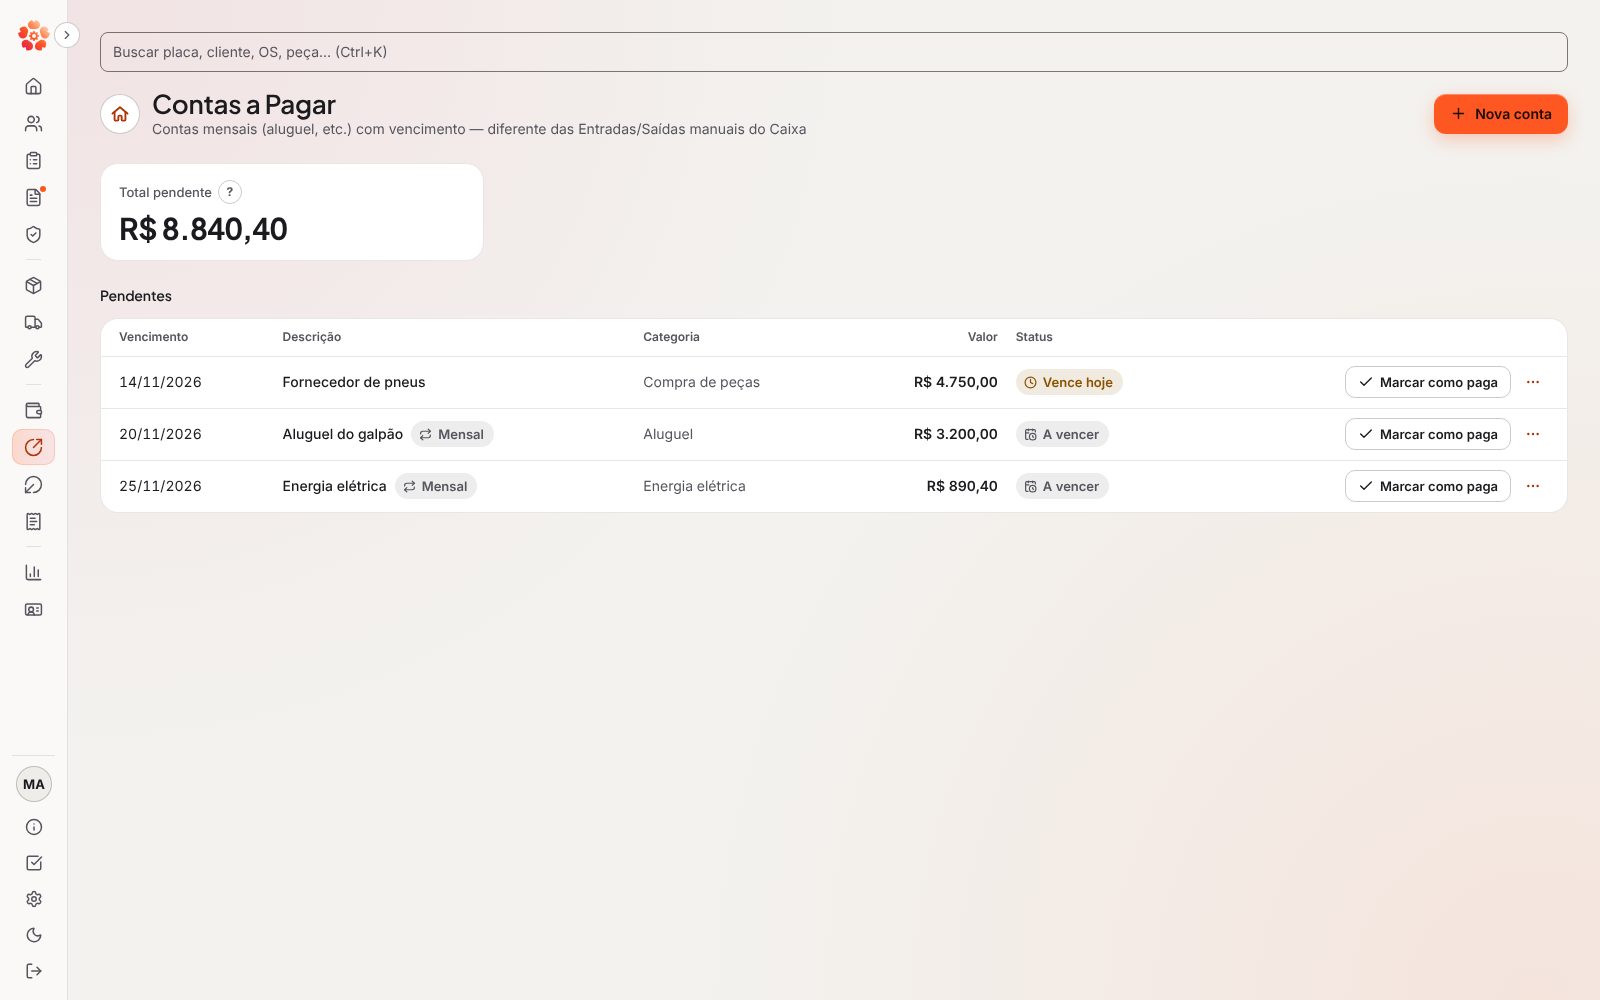 Buscar placa, cliente, OS, peça... (Ctrl+K)
Contas a Pagar
Contas mensais (aluguel, etc.) com vencimento — diferente das Entradas/Saídas manuais do Caixa
Nova conta
Total pendente ?
R$ 8.840,40
Pendentes
Vencimento Descrição Categoria Valor Status
14/11/2026 Fornecedor de pneus Compra de peças R$ 4.750,00 Vence hoje Marcar como paga
20/11/2026 Aluguel do galpão Mensal Aluguel R$ 3.200,00 A vencer Marcar como paga
25/11/2026 Energia elétrica Mensal Energia elétrica R$ 890,40 A vencer Marcar como paga
MA